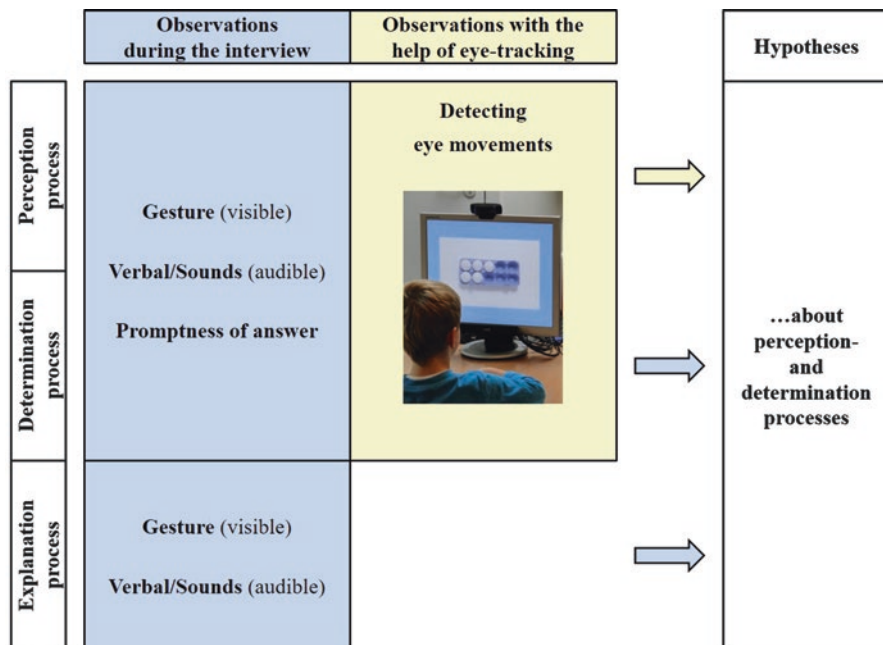 Observations
during the interview
Observations with the
help of eye-tracking
Hypotheses
Perception
process
Gesture (visible)
Verbal/Sounds (audible)
Promptness of answer
Detecting
eye movements
Determination
process
…about
perception-
and
determination
processes
Explanation
process
Gesture (visible)
Verbal/Sounds (audible)